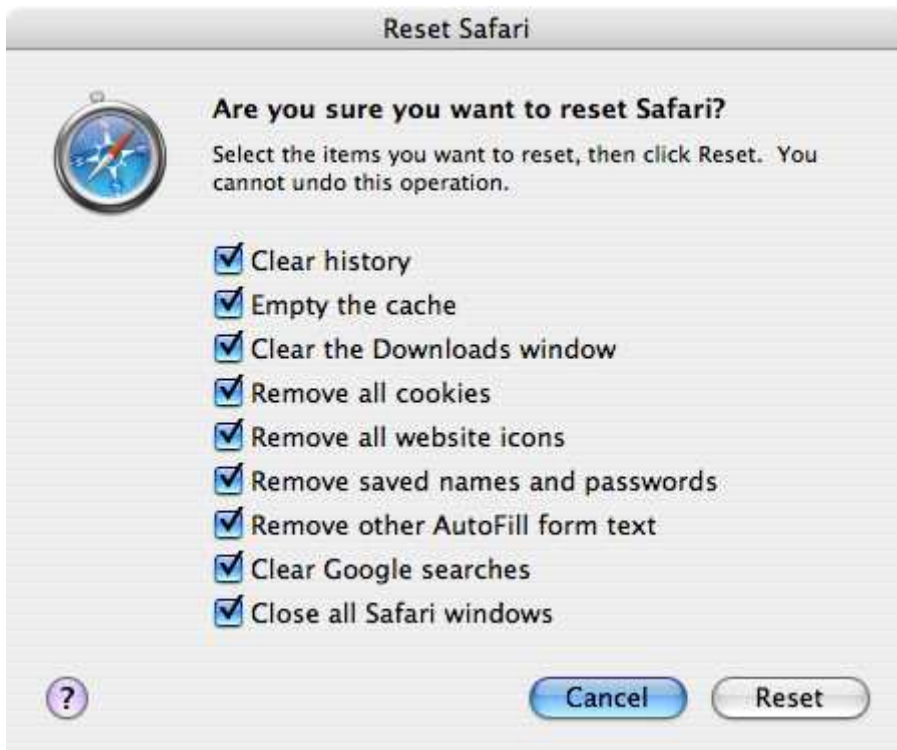 Reset Safari
Are you sure you want to reset Safari?
Select the items you want to reset, then click Reset. You
cannot undo this operation.
Clear history
Empty the cache
Clear the Downloads window
Remove all cookies
Remove all website icons
Remove saved names and passwords
Remove other AutoFill form text
Clear Google searches
Close all Safari windows
?
Cancel
Reset